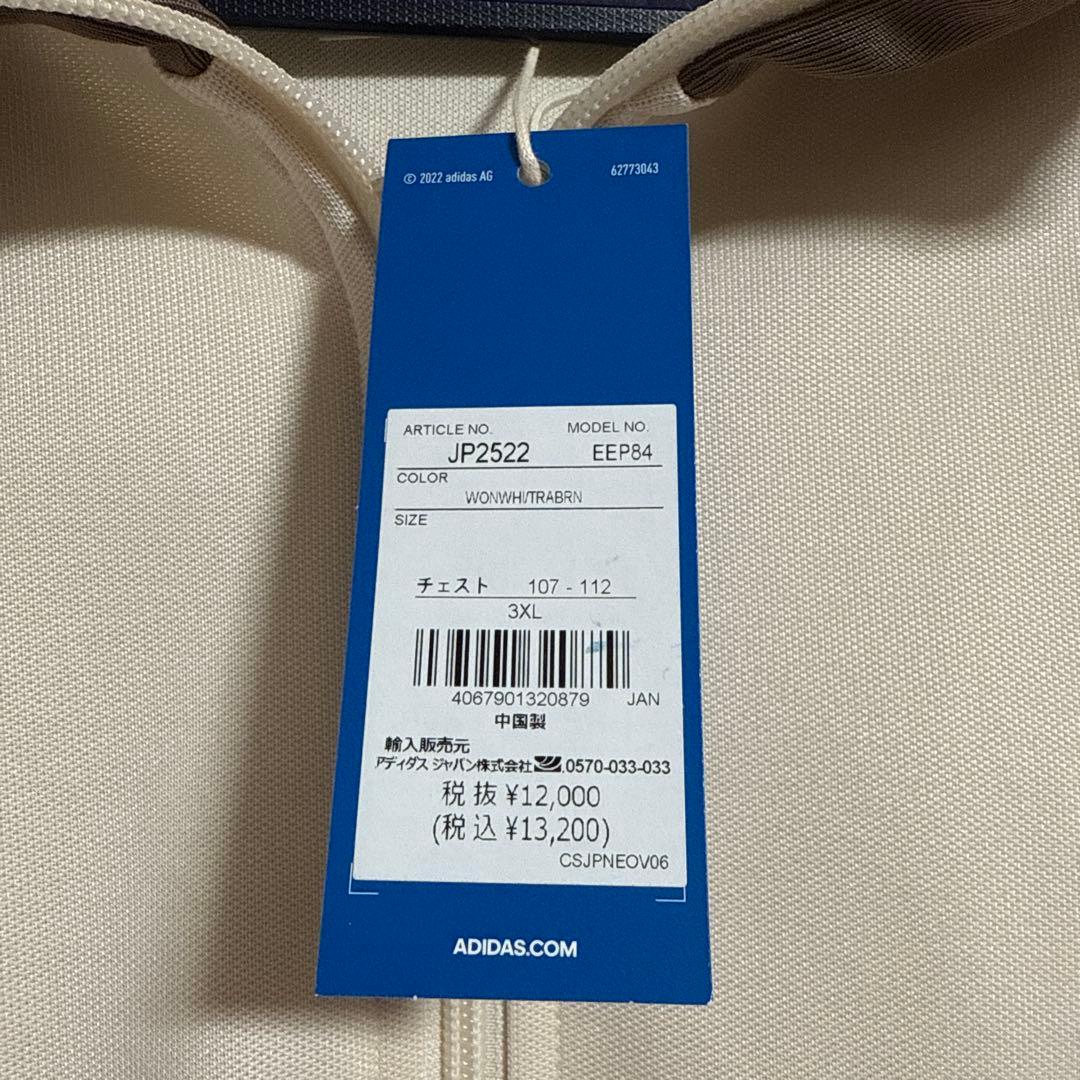 © 2022 adidas AG 62773043
ARTICLE NO. MODEL NO.
JP2522 EEP84
COLOR
WONWHI/TRABRN
SIZE
チェスト 107 - 112
3XL
4067901320879 JAN
中国製
輸入販売元
アディダス ジャパン株式会社 .0570-033-033
税抜 ¥12,000
(税込 ¥13,200)
CSJPNEOV06
ADIDAS.COM